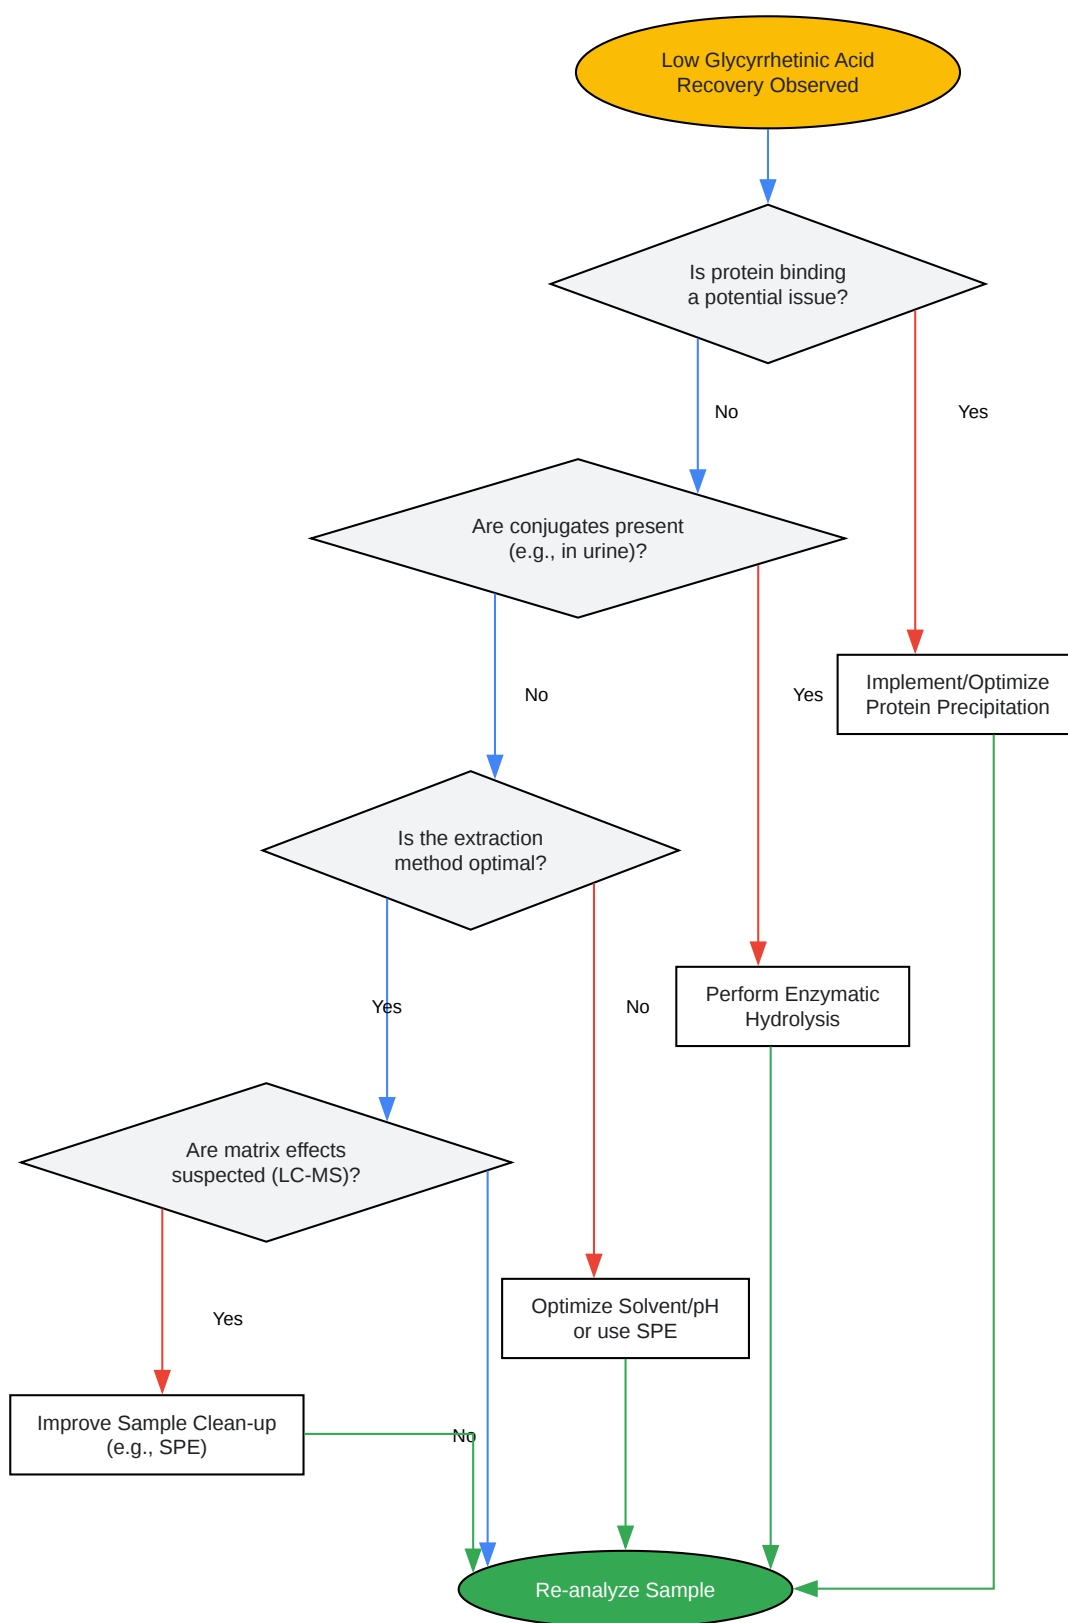 Low Glycyrrhetinic Acid
Recovery Observed
Is protein binding
a potential issue?
No
Yes
Are conjugates present
(e.g., in urine)?
No
Yes
Implement/Optimize
Protein Precipitation
Is the extraction
method optimal?
Yes
No
Perform Enzymatic
Hydrolysis
Are matrix effects
suspected (LC-MS)?
Yes
Optimize Solvent/pH
or use SPE
Improve Sample Clean-up
(e.g., SPE)
No
Re-analyze Sample